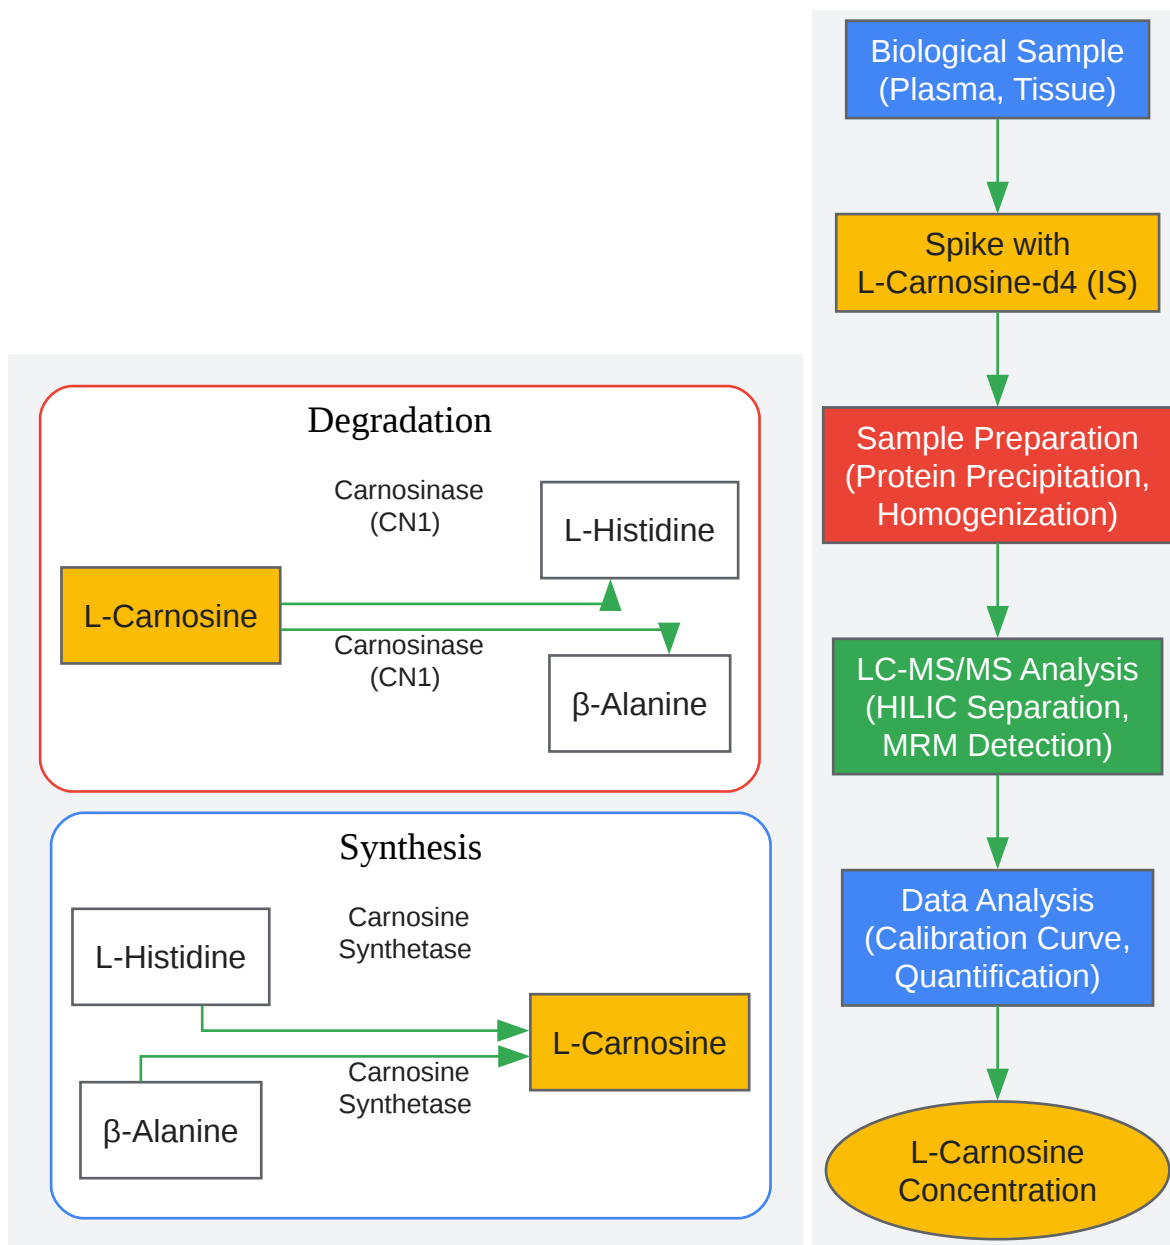 Degradation
Carnosinase
(CN1)
L-Histidine
L-Carnosine
Carnosinase
(CN1)
β-Alanine
Synthesis
Carnosine
Synthetase
L-Histidine
L-Carnosine
Carnosine
Synthetase
β-Alanine
Biological Sample
(Plasma, Tissue)
Spike with
L-Carnosine-d4 (IS)
Sample Preparation
(Protein Precipitation,
Homogenization)
LC-MS/MS Analysis
(HILIC Separation,
MRM Detection)
Data Analysis
(Calibration Curve,
Quantification)
L-Carnosine
Concentration